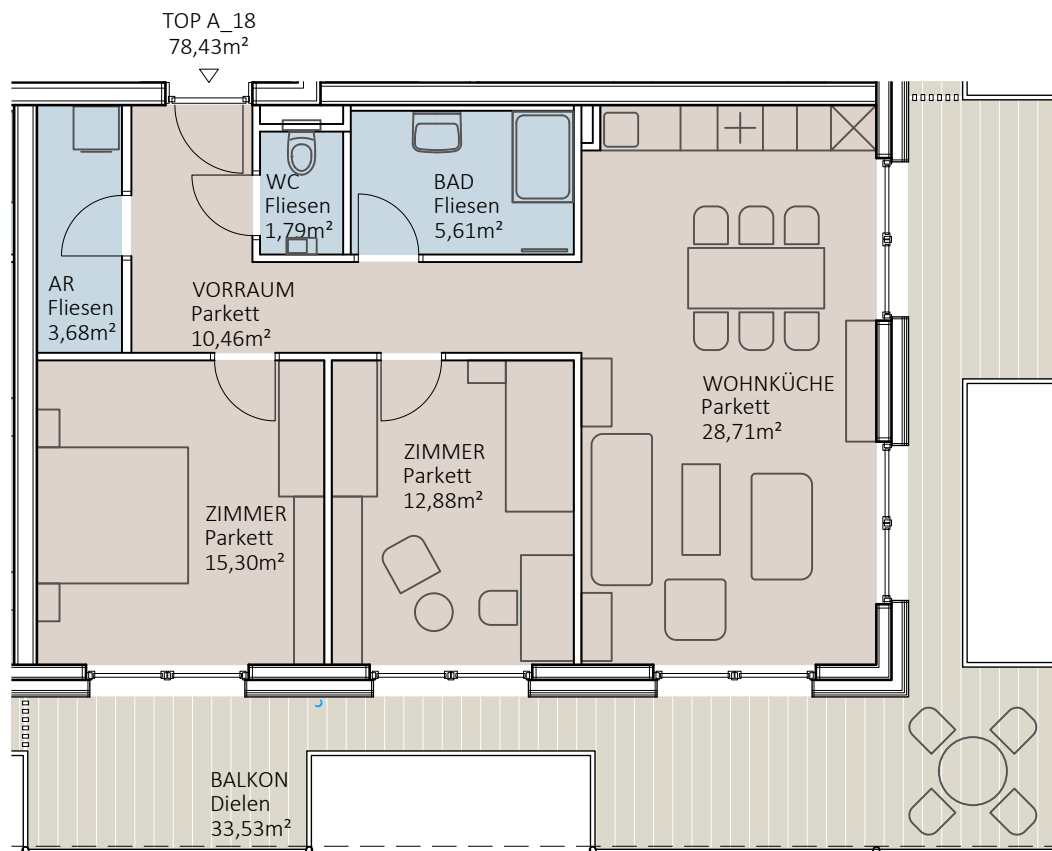 TOP A_18
78,43m²
WC
Fliesen
1,79m²
BAD
Fliesen
5,61m²
AR
Fliesen
3,68m²
VORRAUM
Parkett
10,46m²
WOHNKÜCHE
Parkett
28,71m²
ZIMMER
Parkett
12,88m²
ZIMMER
Parkett
15,30m²
BALKON
Dielen
33,53m²